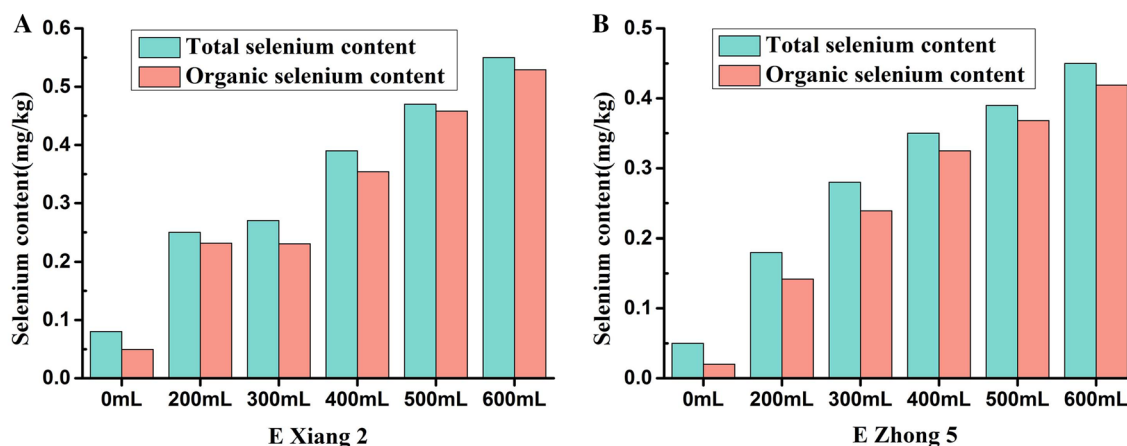 A
Total selenium content
Organic selenium content
Selenium content(mg/kg)
0.6
0.5
0.4
0.3
0.2
0.1
0.0
0mL 200mL 300mL 400mL 500mL 600mL
E Xiang 2
B
Total selenium content
Organic selenium content
Selenium content(mg/kg)
0.5
0.4
0.3
0.2
0.1
0.0
0mL 200mL 300mL 400mL 500mL 600mL
E Zhong 5